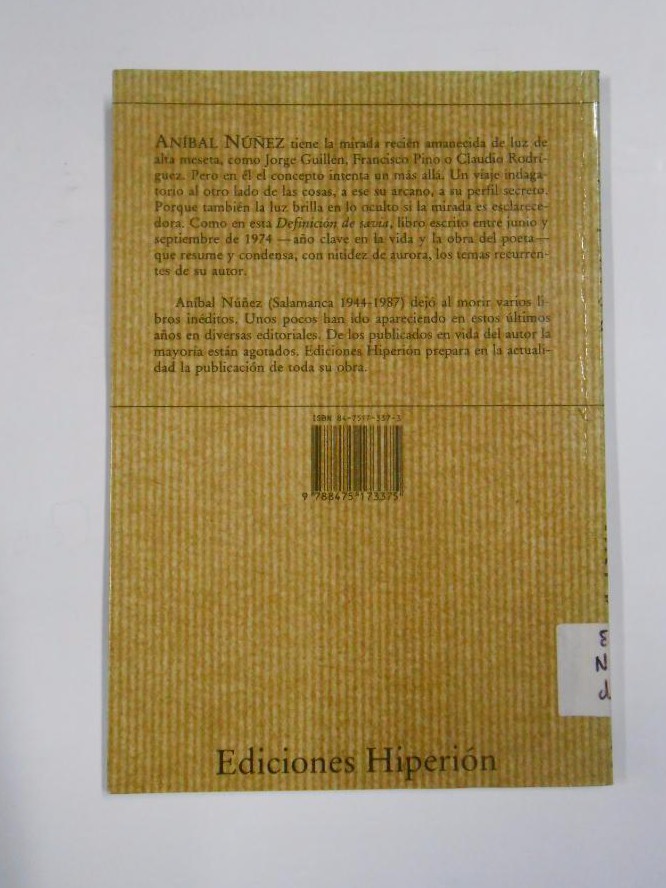 ANÍBAL NÚÑEZ tiene la mirada recién amanecida de luz de
alta meseta, como Jorge Guillén, Francisco Pino o Claudio Rodrí-
guez. Pero en él el concepto intenta un más allá. Un viaje indaga-
torio al otro lado de las cosas, a ese su arcano, a su perfil secreto.
Porque también la luz brilla en lo oculto si la mirada es esclarece-
dora. Como en esta Definición de savia, libro escrito entre junio y
septiembre de 1974 —año clave en la vida y la obra del poeta—
que resume y condensa, con nitidez de aurora, los temas recurren-
tes de su autor.
Aníbal Núñez (Salamanca 1944-1987) dejó al morir varios li-
bros inéditos. Unos pocos han ido apareciendo en estos últimos
años en diversas editoriales. De los publicados en vida del autor la
mayoría están agotados. Ediciones Hiperión prepara en la actuali-
dad la publicación de toda su obra.
ISBN 84-7517-337-3
9 788475 173375
Ediciones Hiperión
N